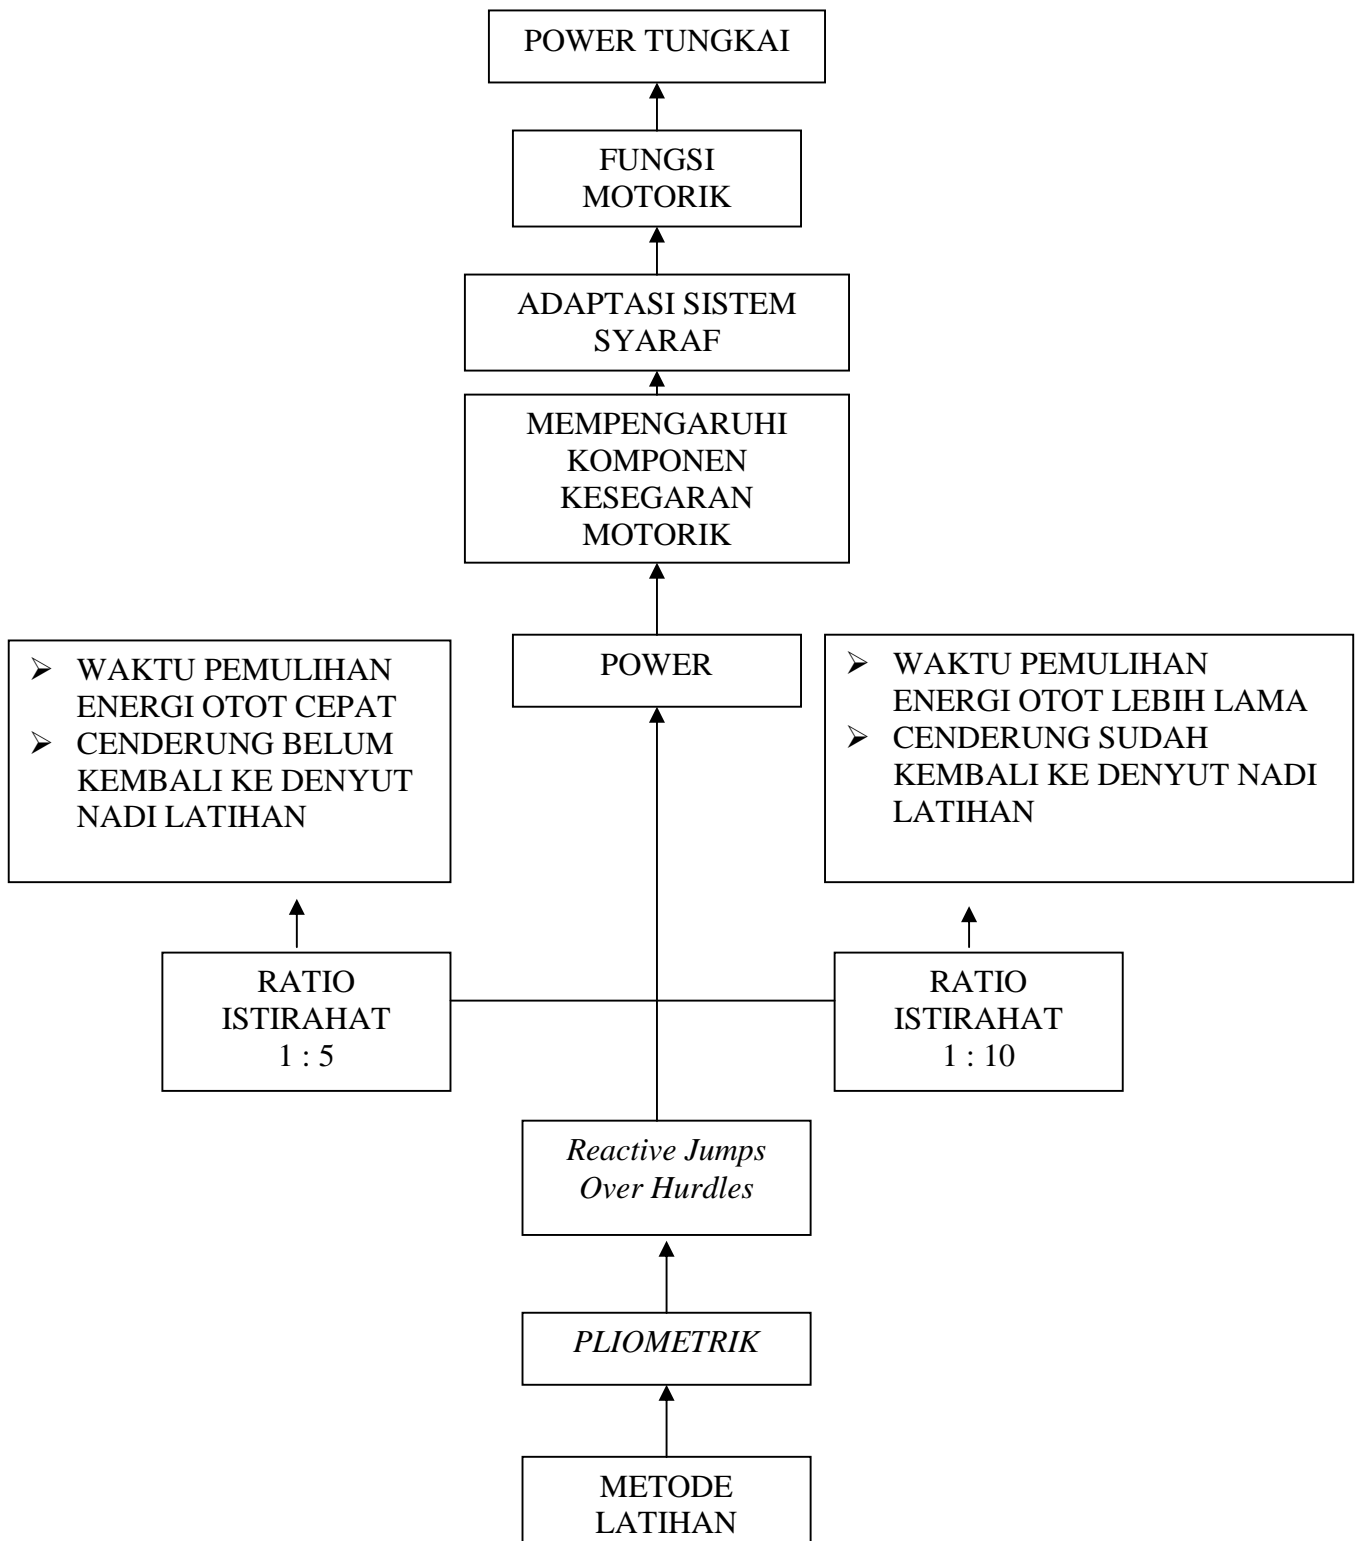 POWER TUNGKAI
FUNGSI
MOTORIK
ADAPTASI SISTEM
SYARAF
MEMPENGARUHI
KOMPONEN
KESEGARAN
MOTORIK
POWER
➢ WAKTU PEMULIHAN
ENERGI OTOT CEPAT
➢ CENDERUNG BELUM
KEMBALI KE DENYUT
NADI LATIHAN
➢ WAKTU PEMULIHAN
ENERGI OTOT LEBIH LAMA
➢ CENDERUNG SUDAH
KEMBALI KE DENYUT NADI
LATIHAN
RATIO
ISTIRAHAT
1 : 5
RATIO
ISTIRAHAT
1 : 10
Reactive Jumps
Over Hurdles
PLIOMETRIK
METODE
LATIHAN